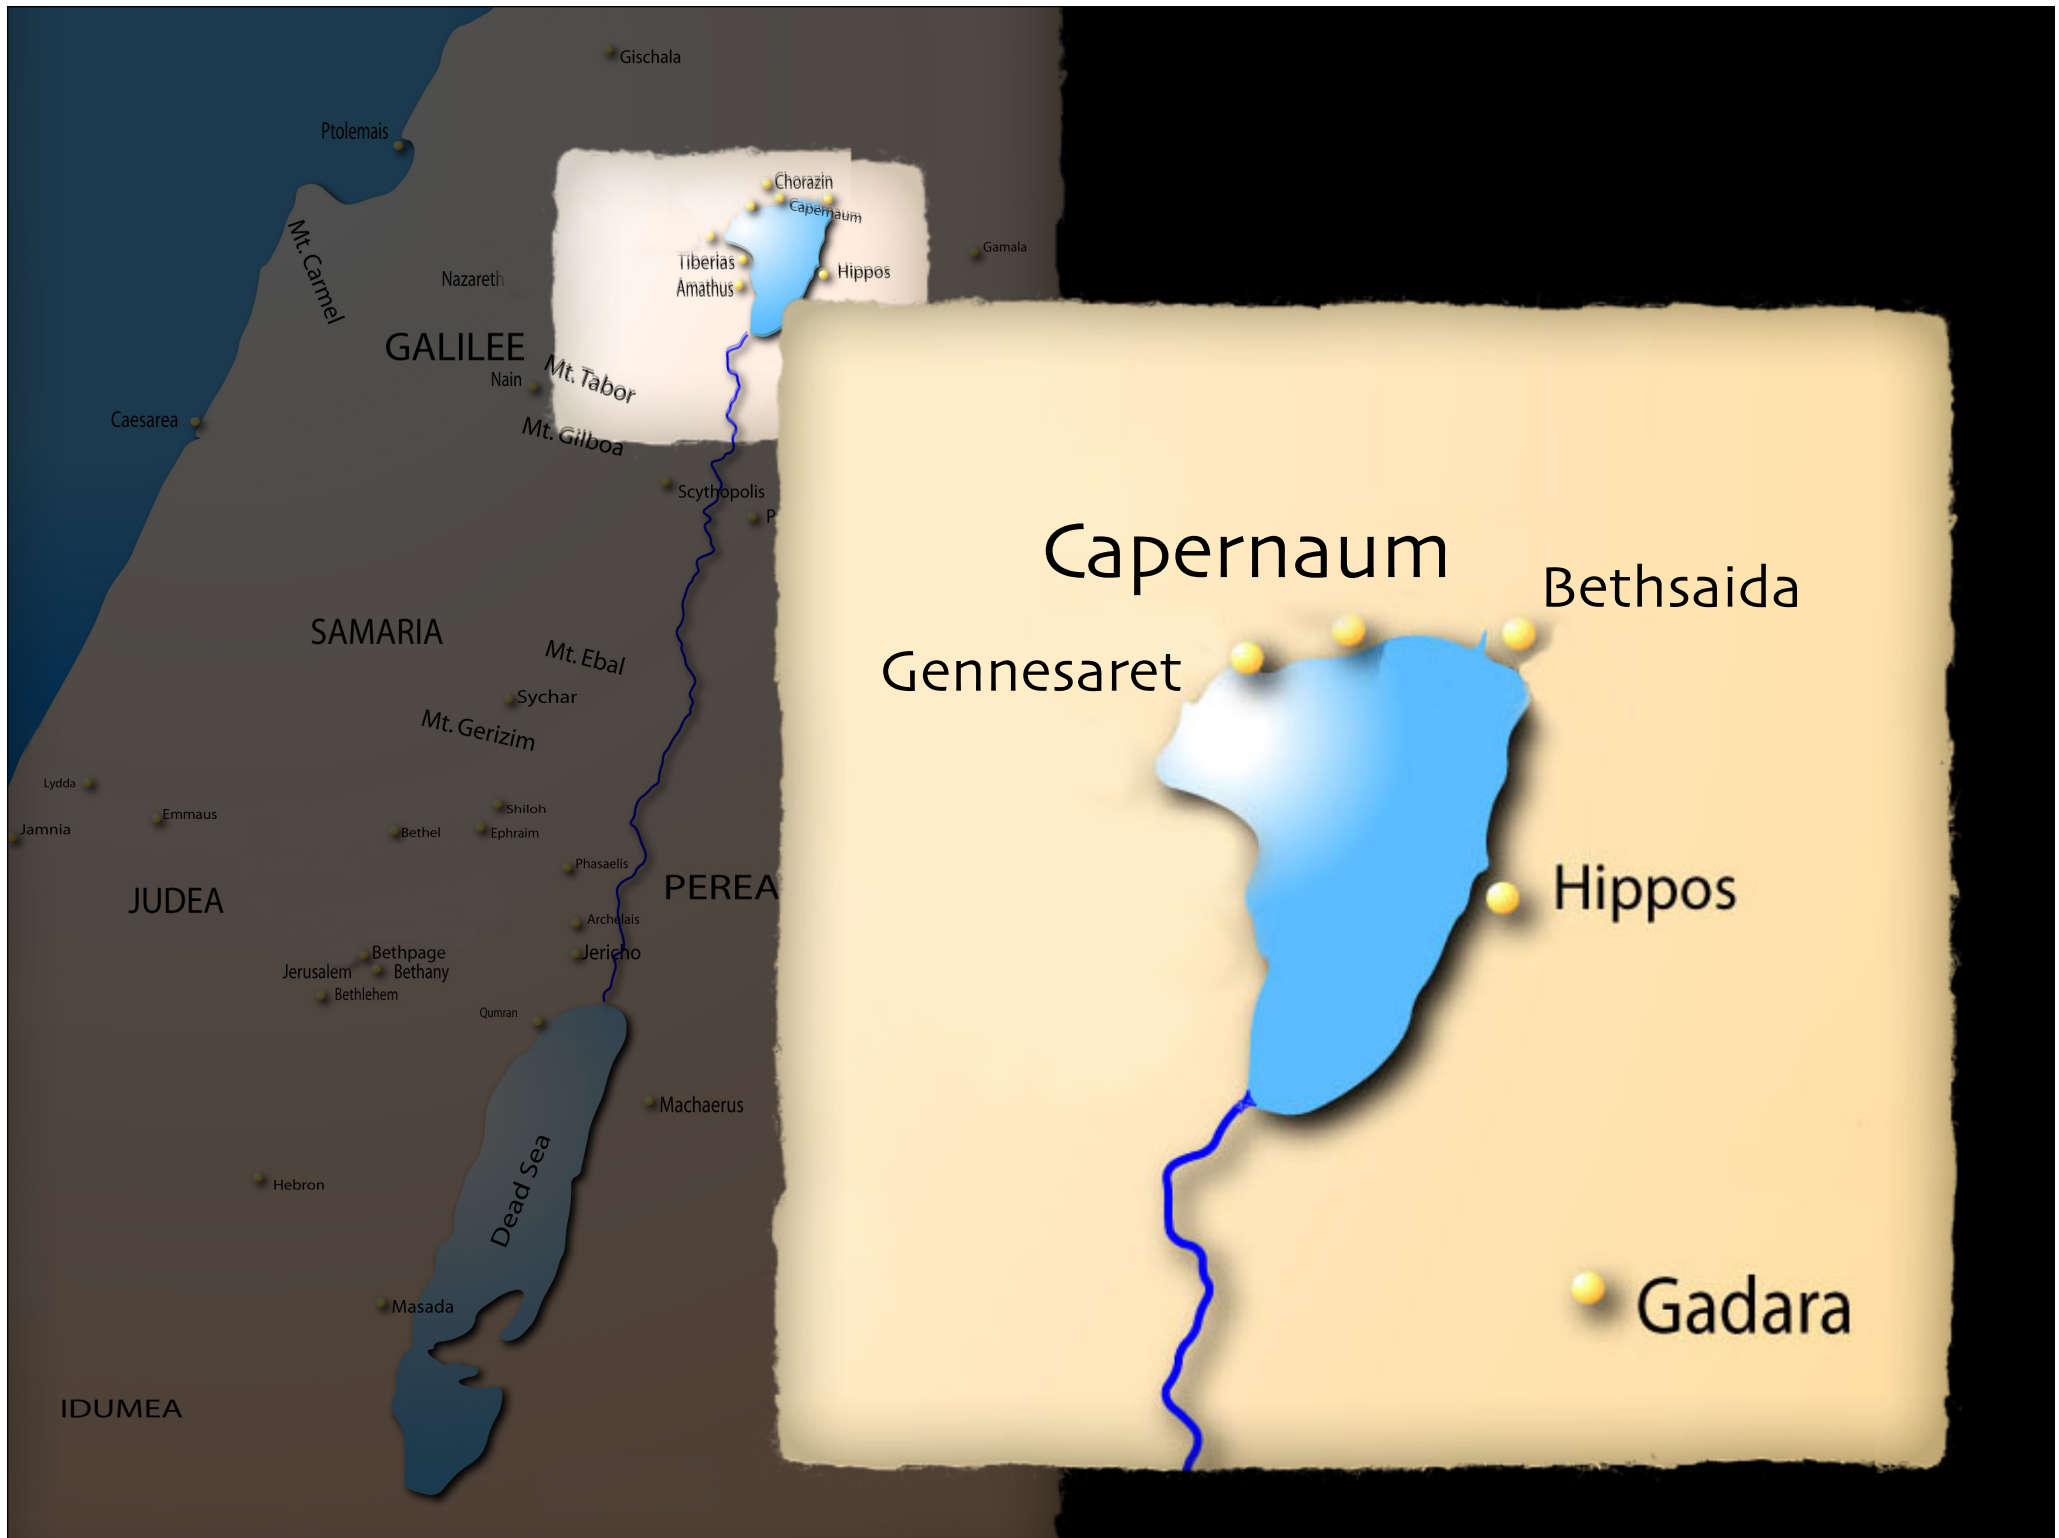 Gischala
Ptolemais
Mt. Carmel
Chorazin
Capernaum
Tiberias
Hippos
Amathus
Gamala
Nazareth
GALILEE
Nain
Mt. Tabor
Caesarea
Mt. Gilboa
Scythopolis
P
SAMARIA
Mt. Ebal
Sychar
Mt. Gerizim
Lydda
Emmaus
Jamnia
Shiloh
Bethel
Ephraim
Phasaelis
JUDEA
PEREA
Archelais
Bethpage
Jericho
Jerusalem
Bethany
Bethlehem
Qumran
Machaerus
Dead Sea
Hebron
Masada
IDUMEA
Capernaum
Bethsaida
Gennesaret
Hippos
Gadara